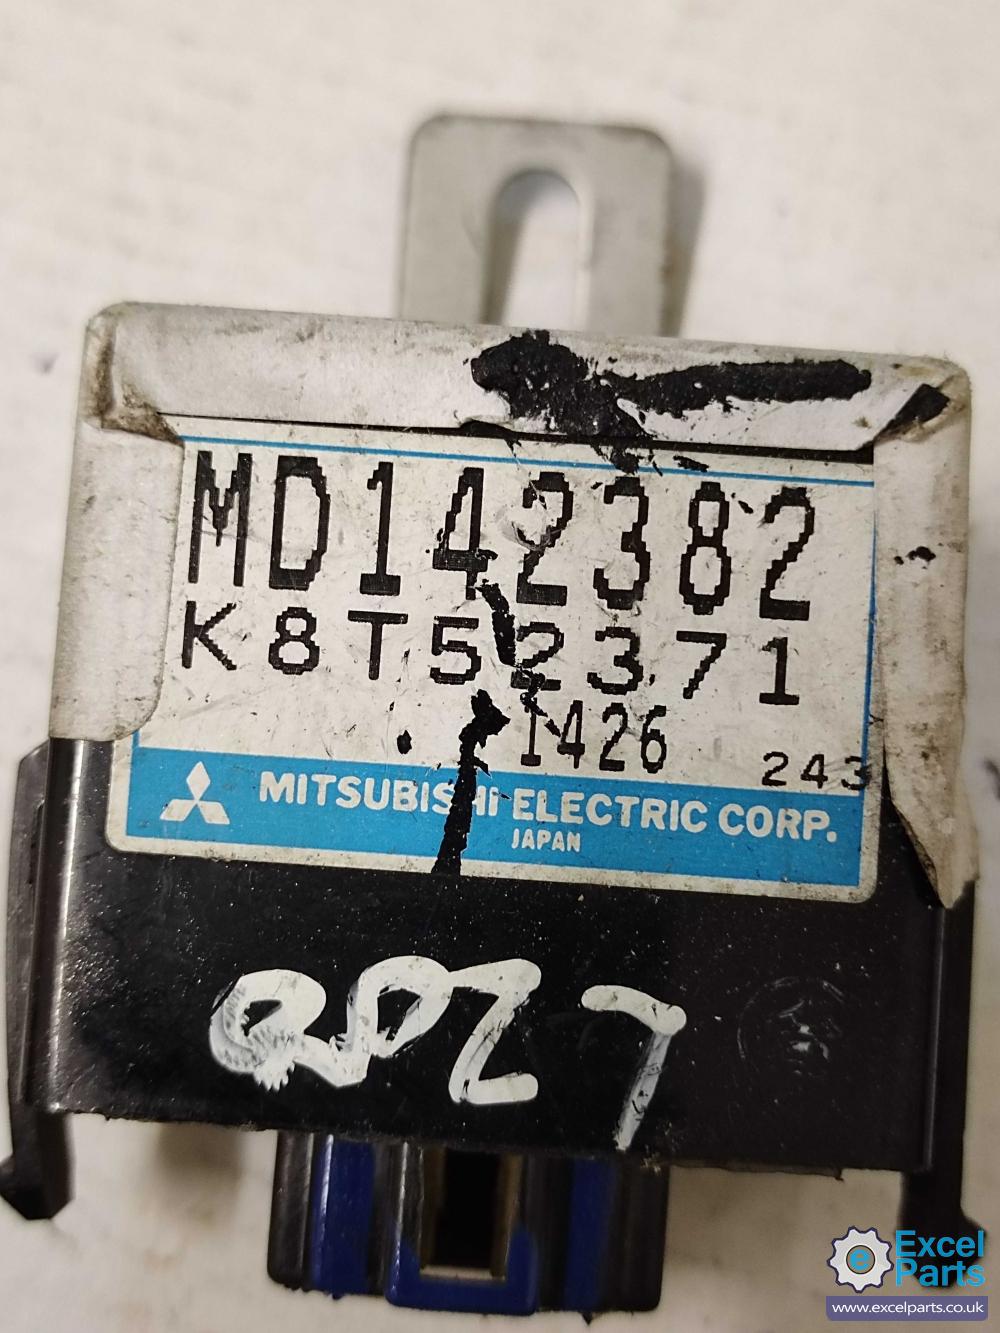 MD142382
K8T52371
1426
243
MITSUBISHI ELECTRIC CORP.
JAPAN
Excel
Parts
www.excelparts.co.uk